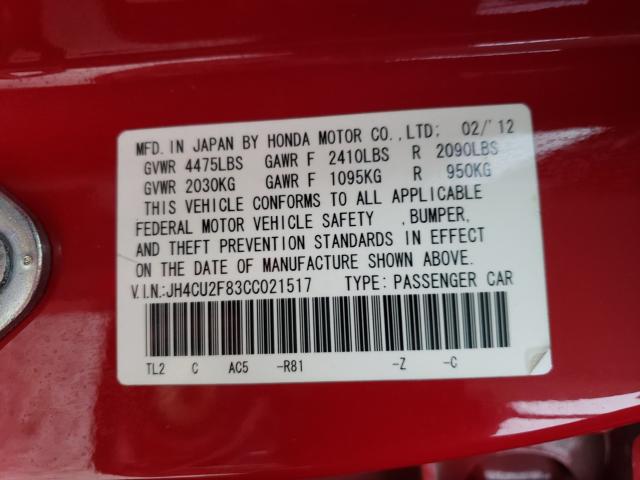 MFD. IN JAPAN BY HONDA MOTOR CO.,LTD; 02/'12
GVWR 4475LBS GAWR F 2410LBS R 2090LBS
GVWR 2030KG GAWR F 1095KG R 950KG
THIS VEHICLE CONFORMS TO ALL APPLICABLE
FEDERAL MOTOR VEHICLE SAFETY ,BUMPER,
AND THEFT PREVENTION STANDARDS IN EFFECT
ON THE DATE OF MANUFACTURE SHOWN ABOVE.
V.I.N.:JH4CU2F83CC021517 TYPE: PASSENGER CAR
TL2 C AC5 -R81 -Z -C